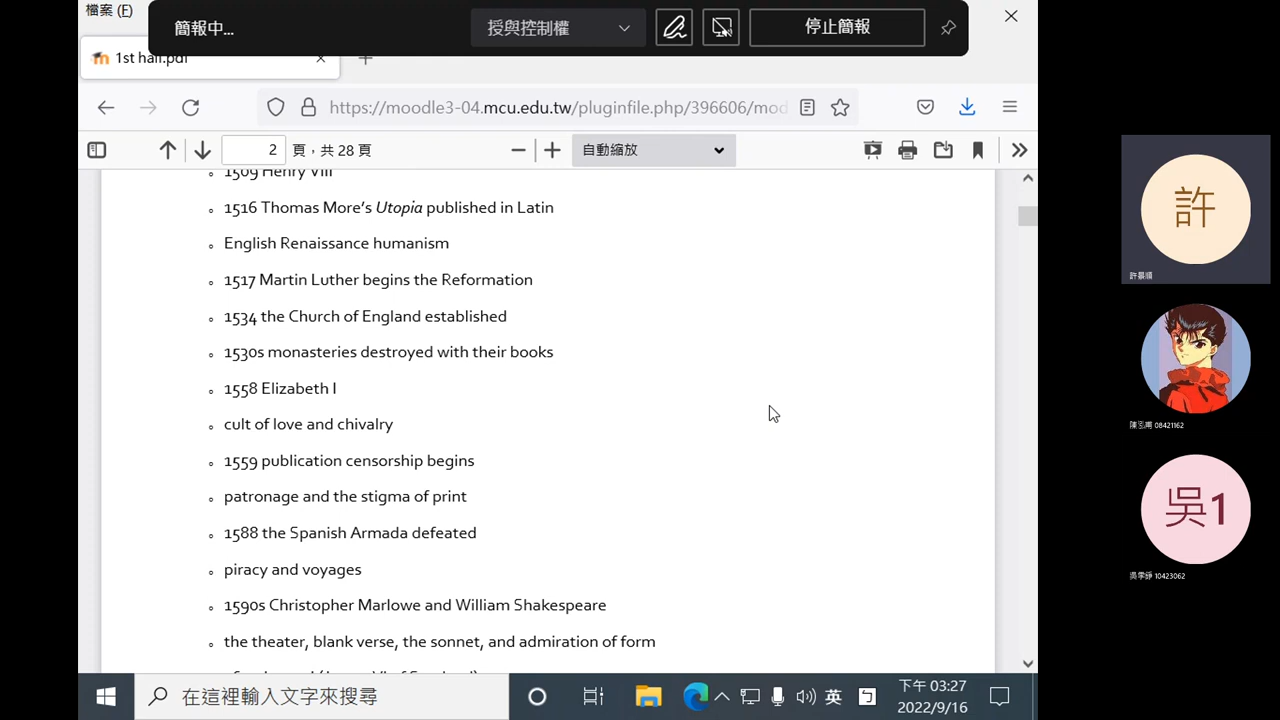 檔案 (F)
簡報中...
授與控制權
停止簡報
1st half.pdf
https://moodle3-04.mcu.edu.tw/pluginfile.php/396606/mod
2
頁，共 28 頁
自動縮放
1509 Henry VIII
1516 Thomas More’s Utopia published in Latin
English Renaissance humanism
1517 Martin Luther begins the Reformation
1534 the Church of England established
1530s monasteries destroyed with their books
1558 Elizabeth I
cult of love and chivalry
1559 publication censorship begins
patronage and the stigma of print
1588 the Spanish Armada defeated
piracy and voyages
1590s Christopher Marlowe and William Shakespeare
the theater, blank verse, the sonnet, and admiration of form
許
陳泓甫 08421162
吳1
10423062
在這裡輸入文字來搜尋
英
ㄅ
下午 03:27
2022/9/16